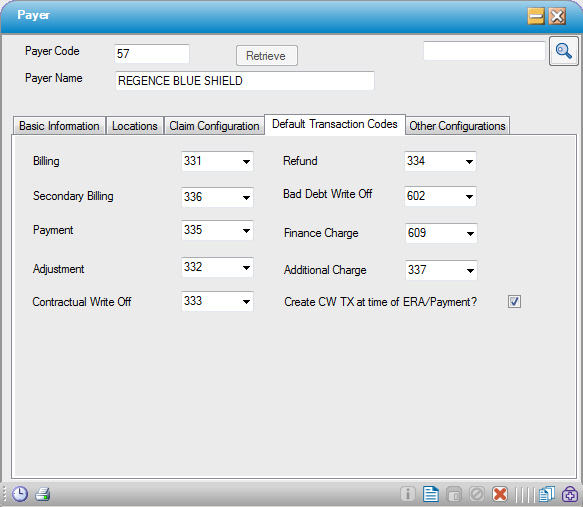 Payer
Payer Code 57 Retrieve
Payer Name REGENCE BLUE SHIELD
Basic Information Locations Claim Configuration Default Transaction Codes Other Configurations
Billing 331 Refund 334
Secondary Billing 336 Bad Debt Write Off 602
Payment 335 Finance Charge 609
Adjustment 332 Additional Charge 337
Contractual Write Off 333 Create CW TX at time of ERA/Payment?